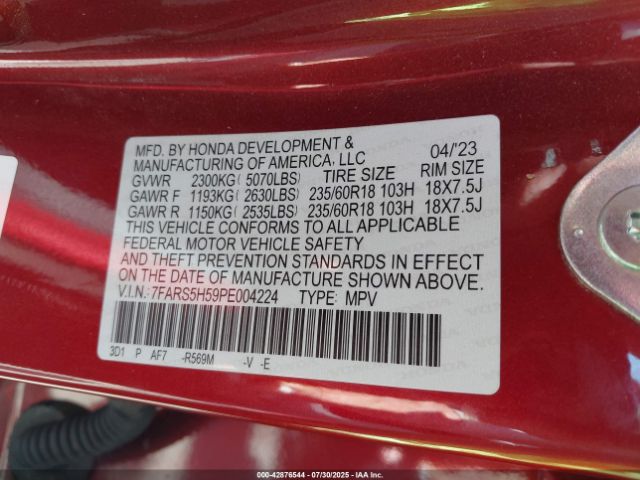 MFD. BY HONDA DEVELOPMENT &
MANUFACTURING OF AMERICA, LLC 04/'23
GVWR 2300KG( 5070LBS) TIRE SIZE RIM SIZE
GAWR F 1193KG( 2630LBS) 235/60R18 103H 18X7.5J
GAWR R 1150KG( 2535LBS) 235/60R18 103H 18X7.5J
THIS VEHICLE CONFORMS TO ALL APPLICABLE
FEDERAL MOTOR VEHICLE SAFETY
AND THEFT PREVENTION STANDARDS IN EFFECT
ON THE DATE OF MANUFACTURE SHOWN ABOVE.
V.I.N.: 7FARS5H59PE004224 TYPE: MPV
3D1 P AF7 -R569M -V -E
000-42876544 | 07/30/2025 | IAA Inc.